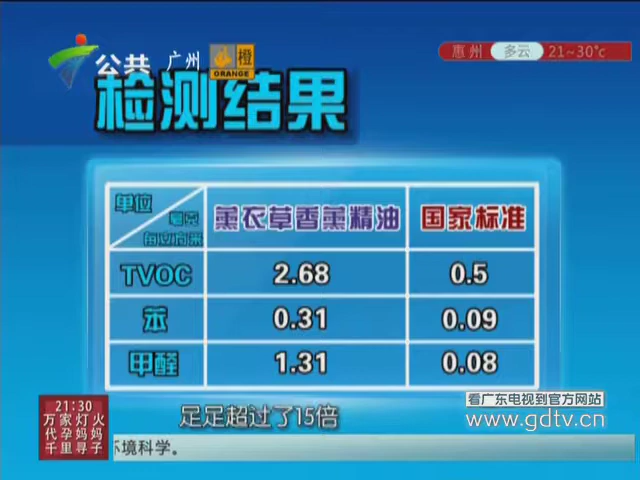 公共 广州 橙
ORANGE
惠州 多云 21~30℃
检测结果
单位 毫克 每立方米 薰衣草香薰精油 国家标准
TVOC 2.68 0.5
苯 0.31 0.09
甲醛 1.31 0.08
足足超过了15倍
21:30
万家灯火
代孕妈妈
千里寻子
看广东电视到官方网站
www.gdtv.cn
环境科学。